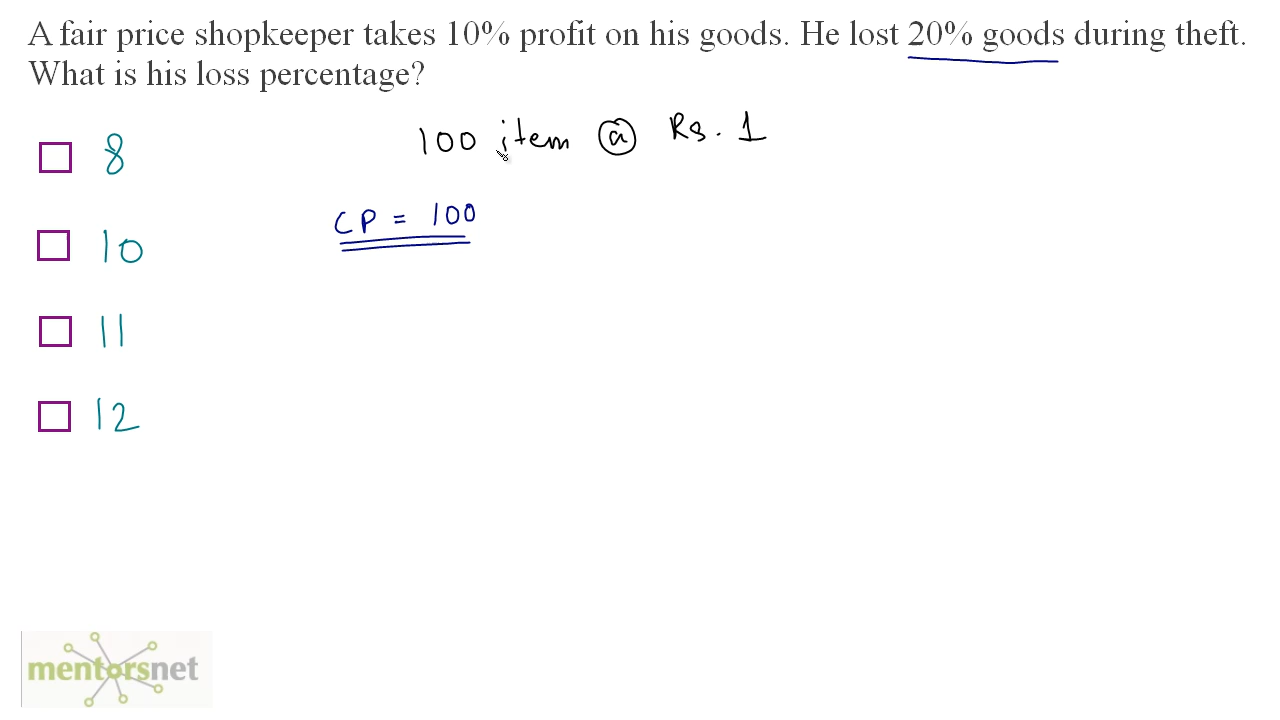 A fair price shopkeeper takes 10% profit on his goods. He lost 20% goods during theft.
What is his loss percentage?
100 item @ Rs. 1
8
CP = 100
10
11
12
mentorsnet